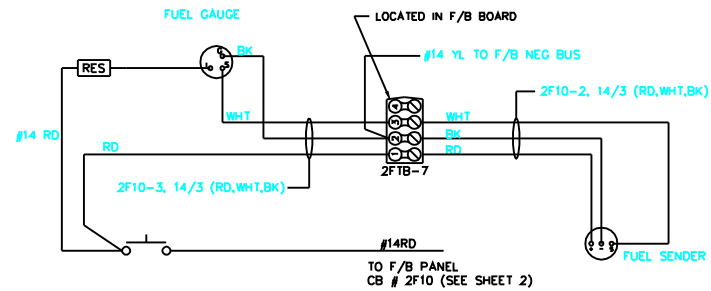 FUEL GAUGE
LOCATED IN F/B BOARD
G
BK
#14 YL TO F/B NEG BUS
RES
I
S
2F10-2, 14/3 (RD,WHT,BK)
4
WHT
3
WHT
#14 RD
2
BK
RD
1
RD
2FTB-7
2F10-3, 14/3 (RD,WHT,BK)
#14RD
+ - S
FUEL SENDER
TO F/B PANEL
CB # 2F10 (SEE SHEET 2)